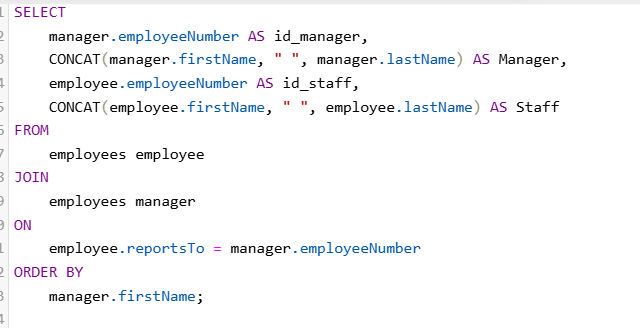 SELECT
manager.employeeNumber AS id_manager,
CONCAT(manager.firstName, " ", manager.lastName) AS Manager,
employee.employeeNumber AS id_staff,
CONCAT(employee.firstName, " ", employee.lastName) AS Staff
FROM
employees employee
JOIN
employees manager
ON
employee.reportsTo = manager.employeeNumber
ORDER BY
manager.firstName;